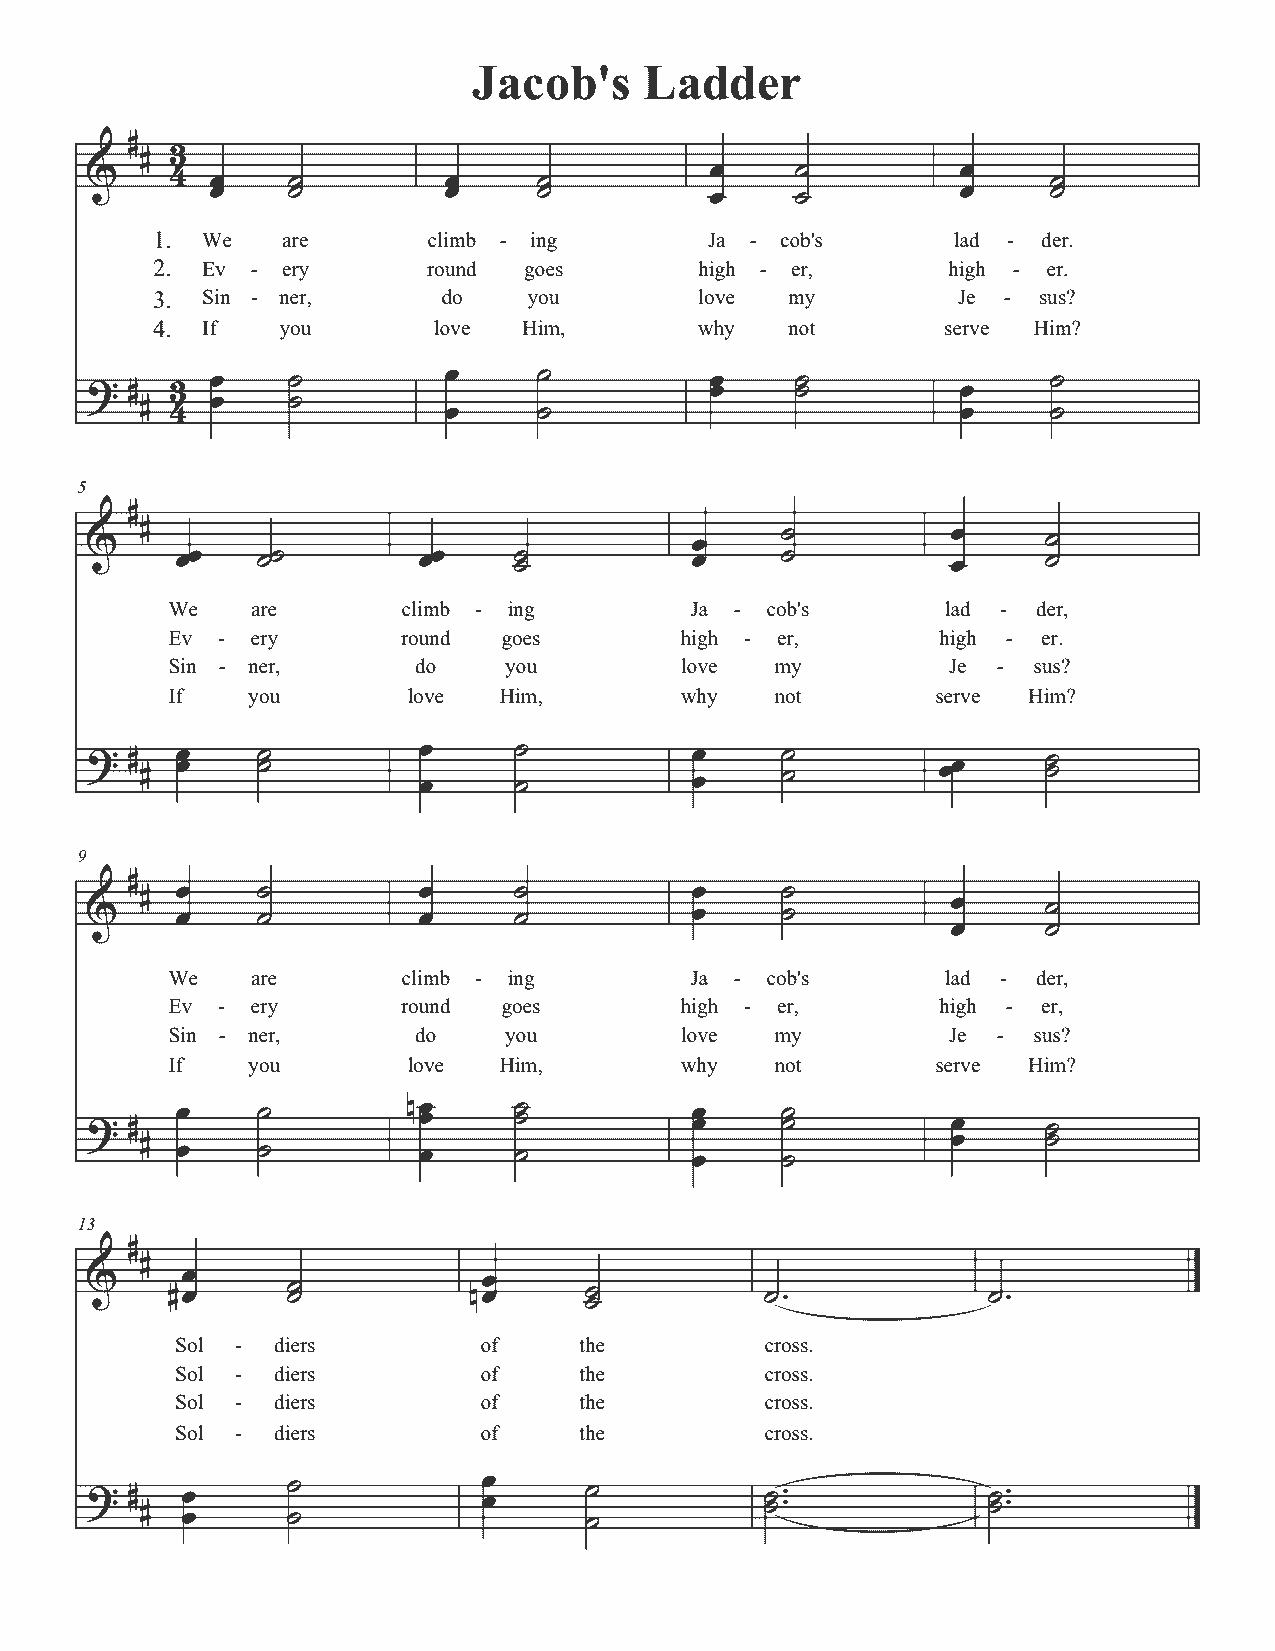 Jacob's Ladder
3 4
1. We are climb - ing Ja - cob's lad - der.
2. Ev - ery round goes high - er, high - er.
3. Sin - ner, do you love my Je - sus?
4. If you love Him, why not serve Him?
3 4
5
We are climb - ing Ja - cob's lad - der,
Ev - ery round goes high - er, high - er.
Sin - ner, do you love my Je - sus?
If you love Him, why not serve Him?
9
We are climb - ing Ja - cob's lad - der,
Ev - ery round goes high - er, high - er,
Sin - ner, do you love my Je - sus?
If you love Him, why not serve Him?
13
Sol - diers of the cross.
Sol - diers of the cross.
Sol - diers of the cross.
Sol - diers of the cross.